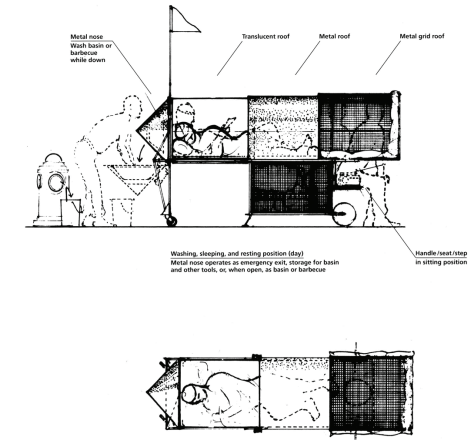 Metal nose
Wash basin or
barbecue
while down
Translucent roof
Metal roof
Metal grid roof
Washing, sleeping, and resting position (day)
Metal nose operates as emergency exit, storage for basin
and other tools, or, when open, as basin or barbecue
Handle/seat/step
in sitting position